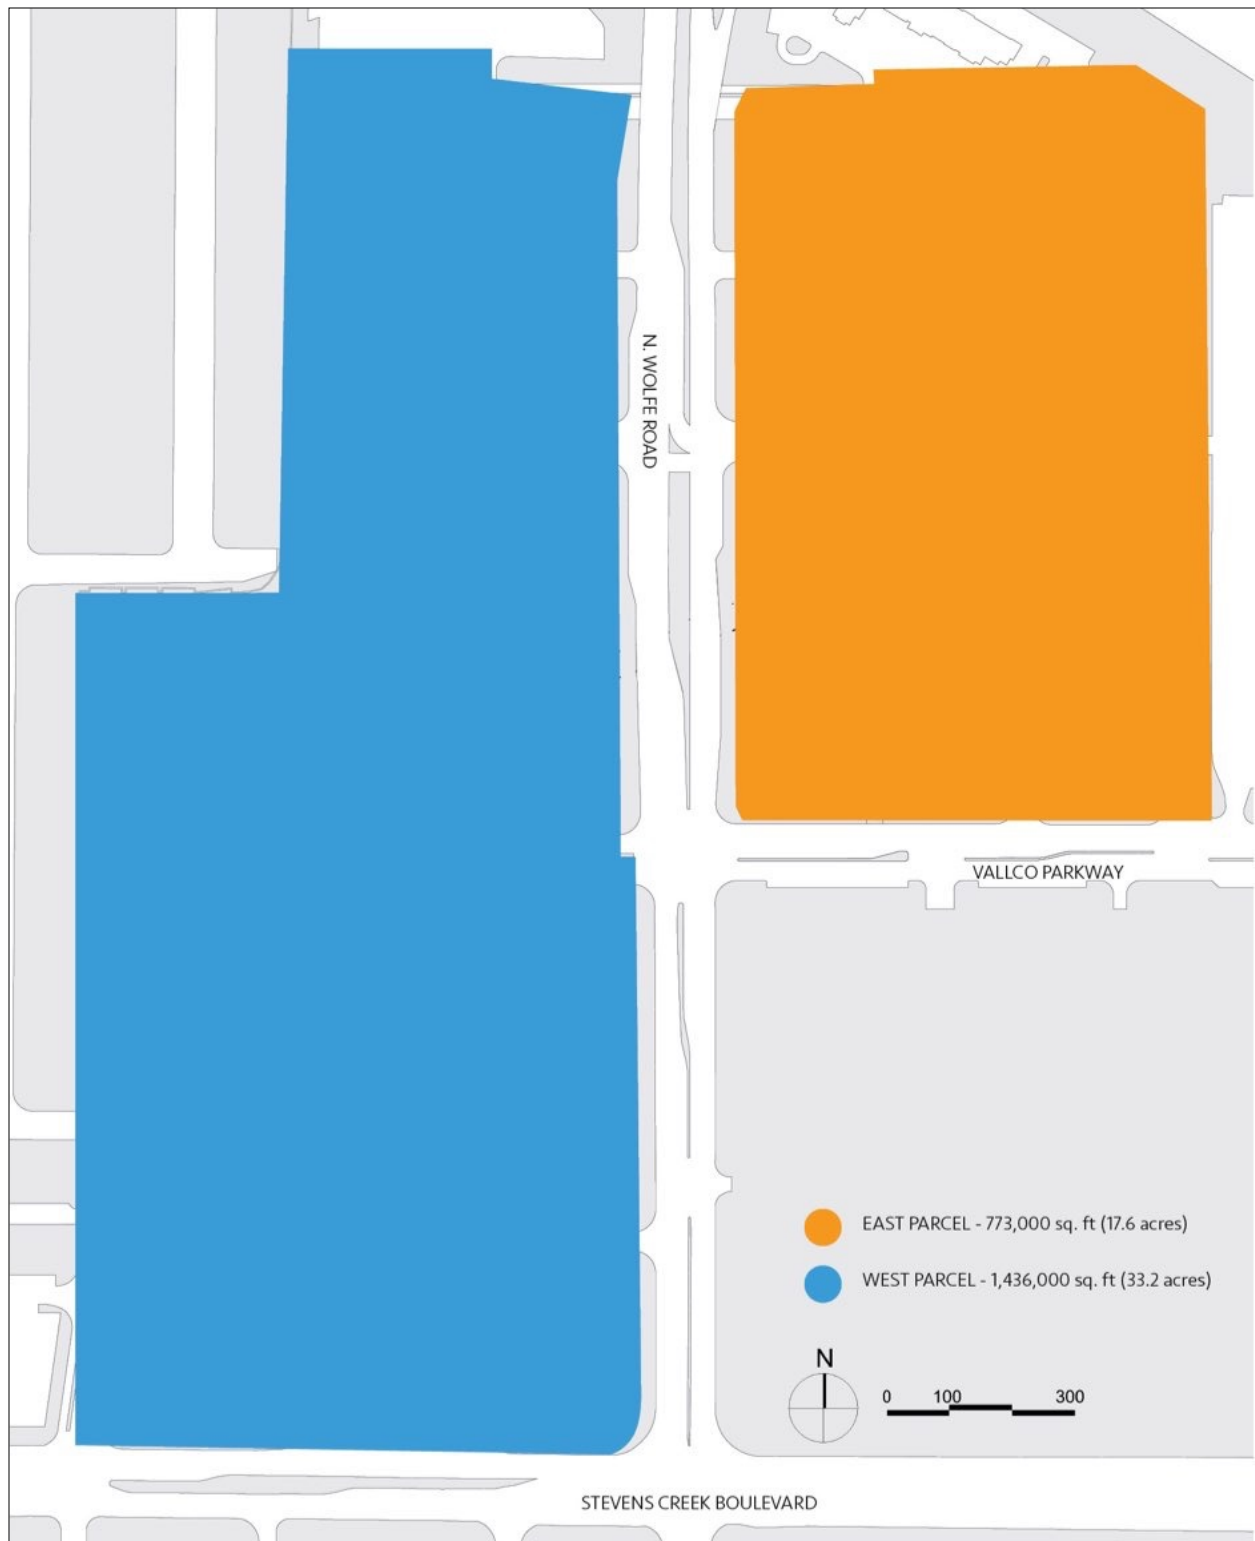 N. WOLFE ROAD
VALLCO PARKWAY
EAST PARCEL - 773,000 sq. ft (17.6 acres)
WEST PARCEL - 1,436,000 sq. ft (33.2 acres)
N
0 100 300
STEVENS CREEK BOULEVARD